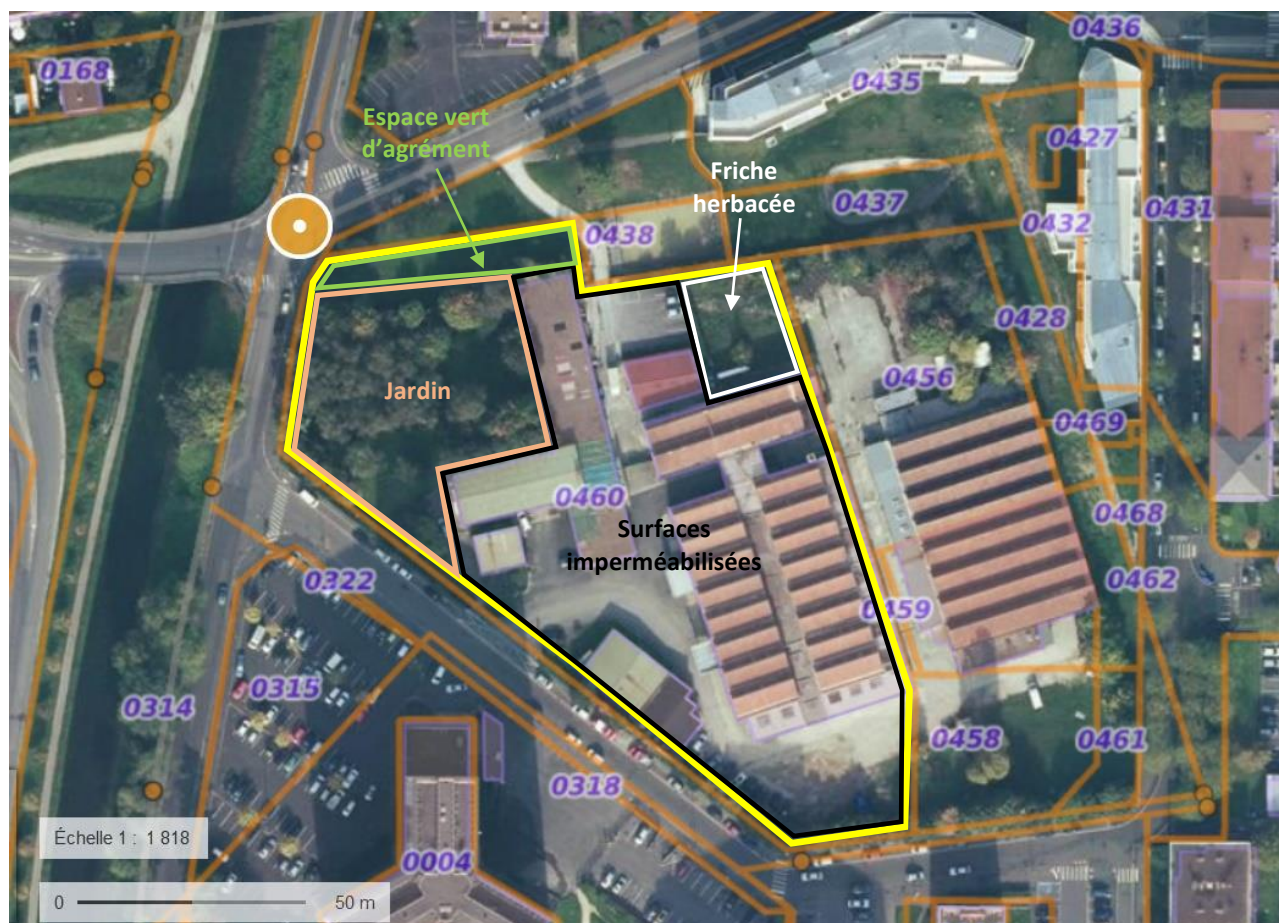 0436
0168
0435
Espace vert
d'agrément
0427
Friche
herbacée
0437
0432
0431
0438
0428
Jardin
0456
0469
0460
0468
Surfaces
imperméabilisées
0322
0462
0459
0315
0314
0458
0461
0318
Échelle 1 : 1 818
0004
0 50 m